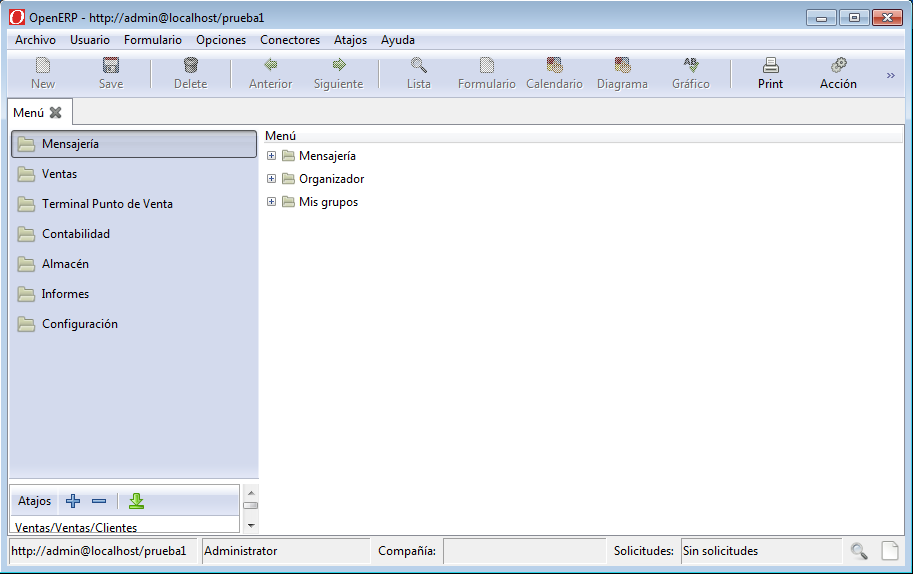 OpenERP - http://admin@localhost/prueba1
Archivo Usuario Formulario Opciones Conectores Atajos Ayuda
New Save Delete Anterior Siguiente Lista Formulario Calendario Diagrama Gráfico Print Acción »
Menú
Mensajería
Ventas
Terminal Punto de Venta
Contabilidad
Almacén
Informes
Configuración
Menú
Mensajería
Organizador
Mis grupos
Atajos
Ventas/Ventas/Clientes
http://admin@localhost/prueba1 Administrator Compañía: Solicitudes: Sin solicitudes